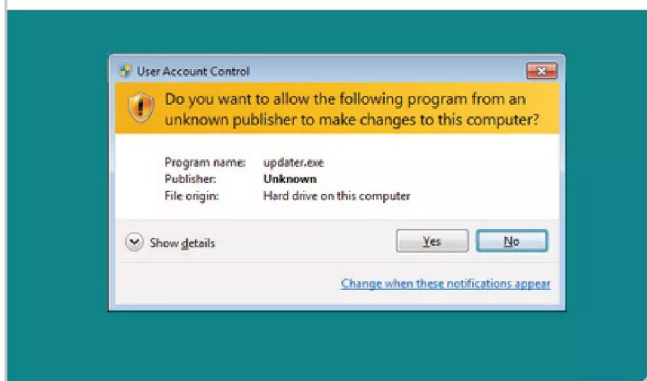 User Account Control
Do you want to allow the following program from an
unknown publisher to make changes to this computer?
Program name: updater.exe
Publisher: Unknown
File origin: Hard drive on this computer
Show details
Yes
No
Change when these notifications appear